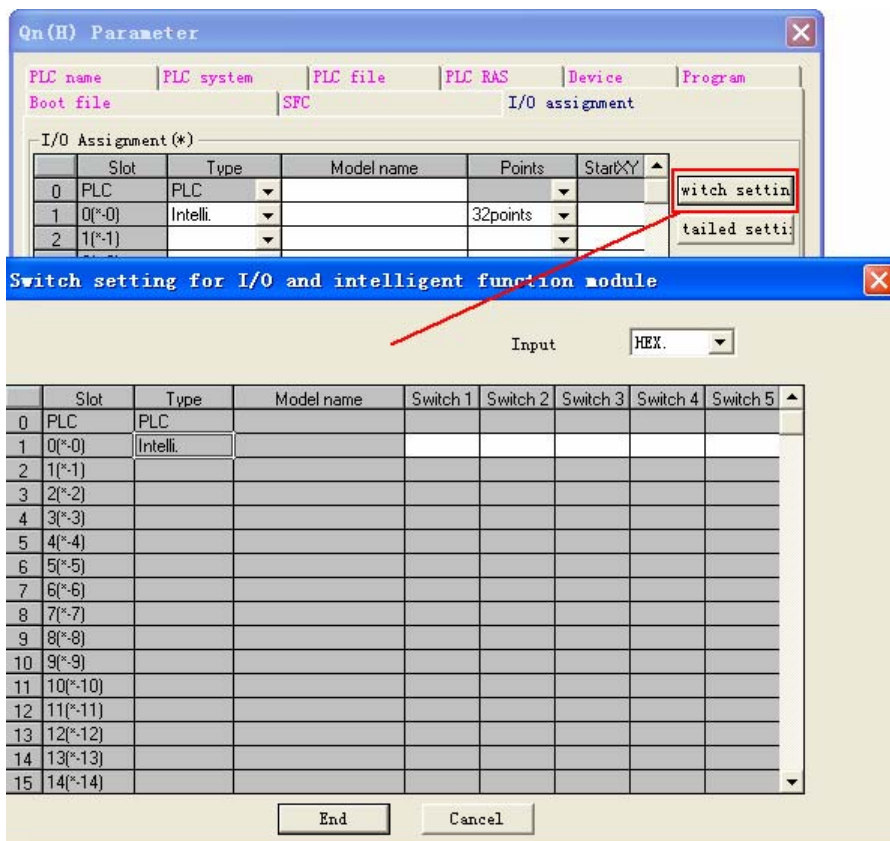 Qn(H) Parameter
PLC name PLC system PLC file PLC RAS Device Program
Boot file SFC I/O assignment
I/O Assignment(*)
Slot Type Model name Points StartXY
0 PLC PLC
1 0(*-0) Intelli. 32points
2 1(*-1)
witch settin
tailed setti
Switch setting for I/O and intelligent function module
Input HEX.
Slot Type Model name Switch 1 Switch 2 Switch 3 Switch 4 Switch 5
0 PLC PLC
1 0(*-0) Intelli.
2 1(*-1)
3 2(*-2)
4 3(*-3)
5 4(*-4)
6 5(*-5)
7 6(*-6)
8 7(*-7)
9 8(*-8)
10 9(*-9)
11 10(*-10)
12 11(*-11)
13 12(*-12)
14 13(*-13)
15 14(*-14)
End Cancel